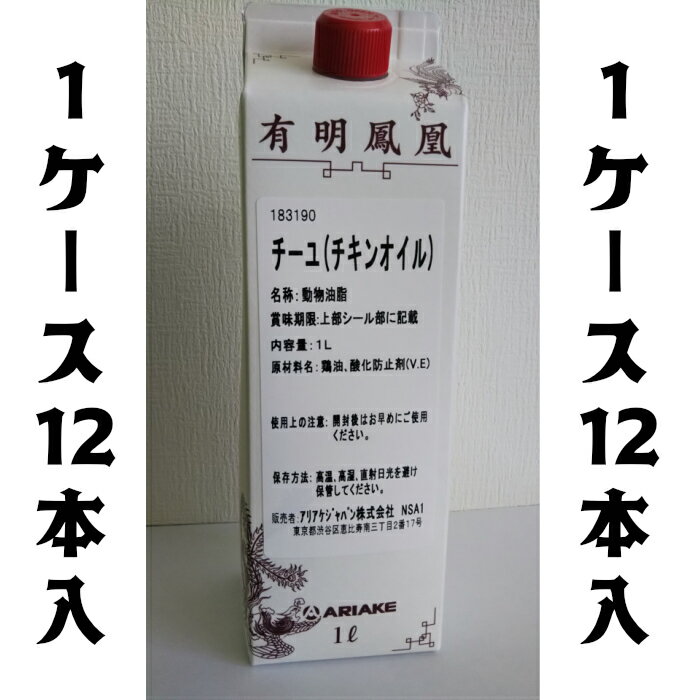 1ケース12本入
有明鳳凰
183190
チーユ(チキンオイル)
名称:動物油脂
賞味期限:上部シール部に記載
内容量:1L
原材料名:鶏油、酸化防止剤(V.E)
使用上の注意:開封後はお早めにご使用
ください。
保存方法:高温、高湿、直射日光を避け
保管してください。
販売者:アリアケジャパン株式会社 NSA1
東京都渋谷区恵比寿南三丁目2番17号
ARIAKE
1ℓ
1ケース12本入